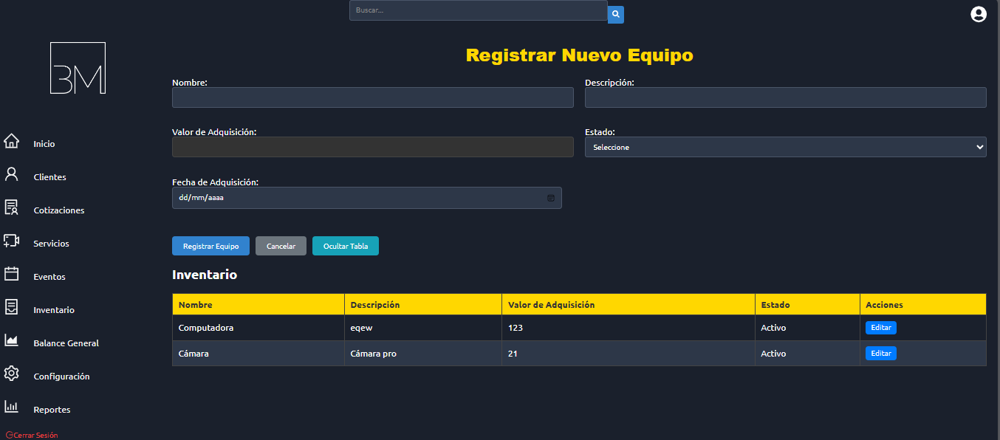 Buscar...
BM
Registrar Nuevo Equipo
Nombre: Descripción:
Valor de Adquisición: Estado:
Seleccione
Fecha de Adquisición:
dd/mm/aaaa
Registrar Equipo Cancelar Ocultar Tabla
Inventario
Nombre Descripción Valor de Adquisición Estado Acciones
Computadora eqew 123 Activo Editar
Cámara Cámara pro 21 Activo Editar
Inicio
Clientes
Cotizaciones
Servicios
Eventos
Inventario
Balance General
Configuración
Reportes
Cerrar Sesión